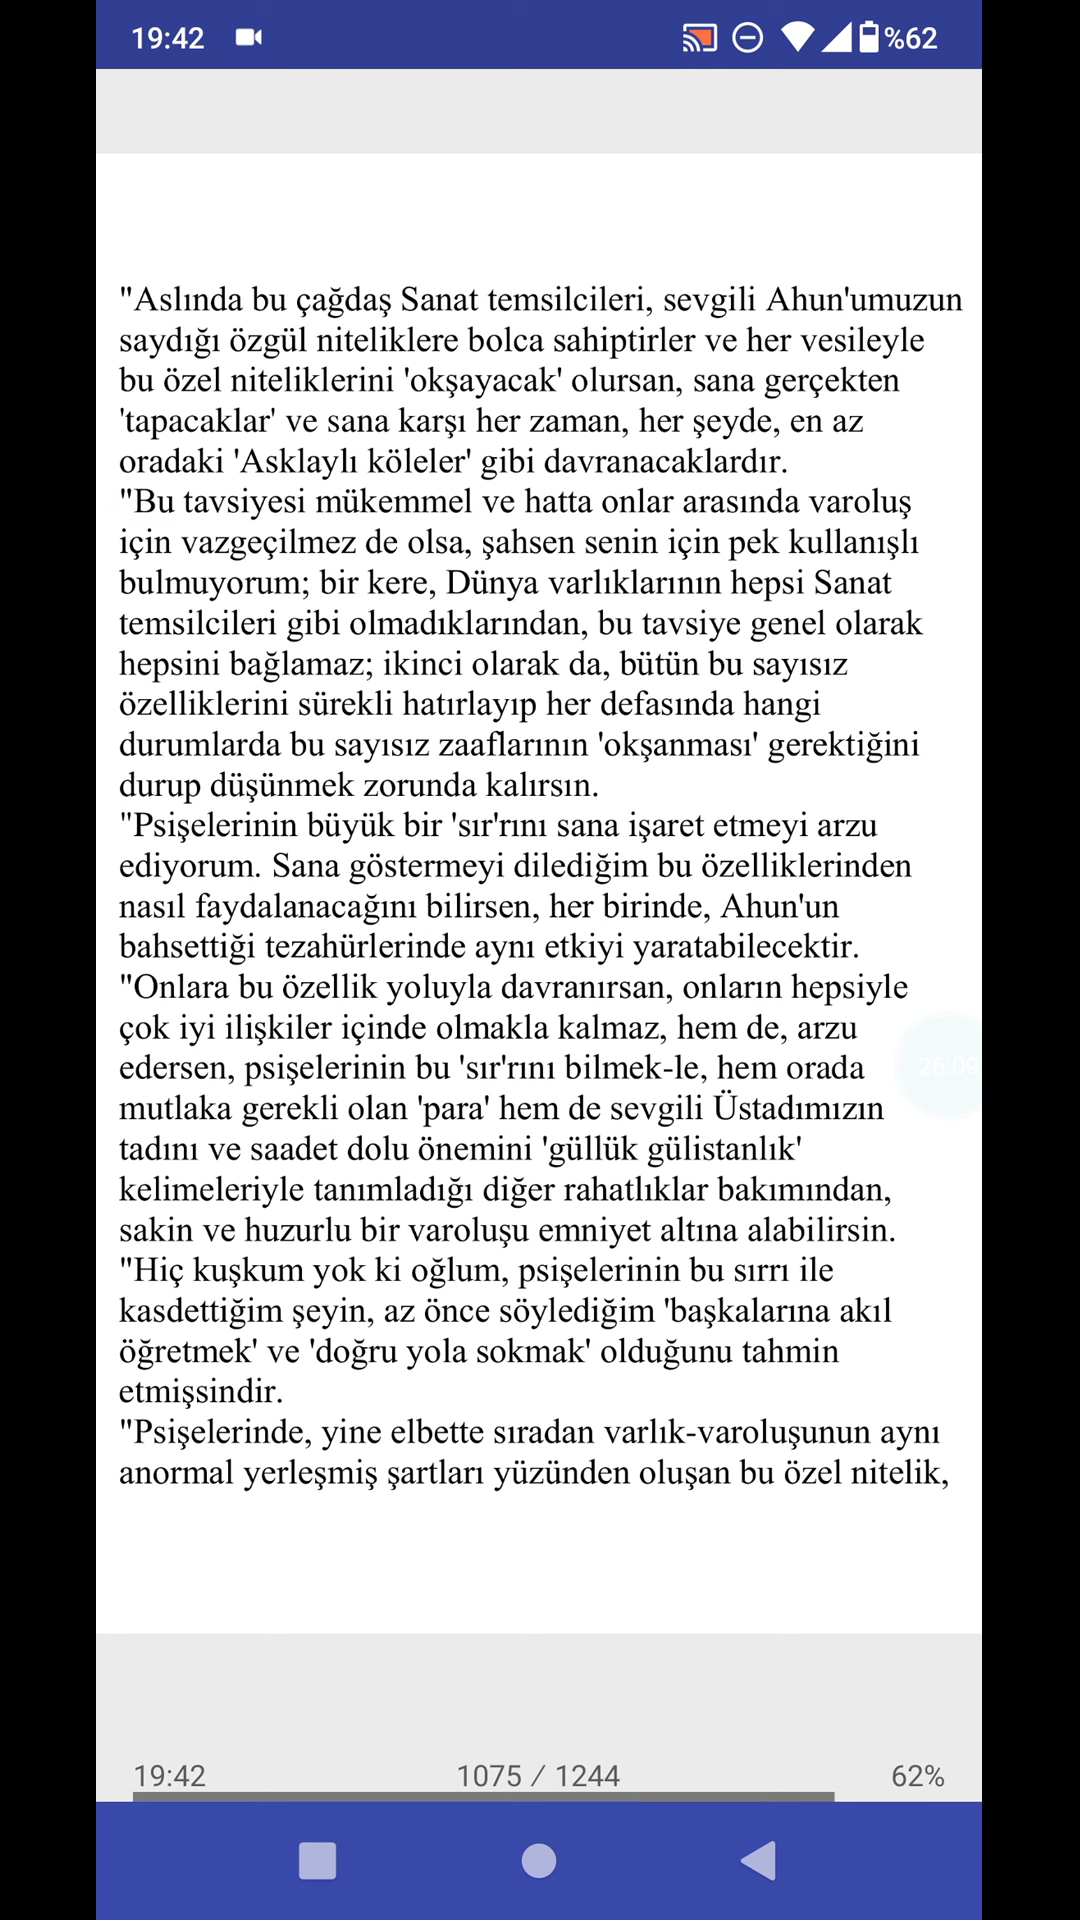 19:42
%62
"Aslında bu çağdaş Sanat temsilcileri, sevgili Ahun'umuzun
saydığı özgül niteliklere bolca sahiptirler ve her vesileyle
bu özel niteliklerini 'okşayacak' olursan, sana gerçekten
'tapacaklar' ve sana karşı her zaman, her şeyde, en az
oradaki 'Asklaylı köleler' gibi davranacaklardır.
"Bu tavsiyesi mükemmel ve hatta onlar arasında varoluş
için vazgeçilmez de olsa, şahsen senin için pek kullanışlı
bulmuyorum; bir kere, Dünya varlıklarının hepsi Sanat
temsilcileri gibi olmadıklarından, bu tavsiye genel olarak
hepsini bağlamaz; ikinci olarak da, bütün bu sayısız
özelliklerini sürekli hatırlayıp her defasında hangi
durumlarda bu sayısız zaaflarının 'okşanması' gerektiğini
durup düşünmek zorunda kalırsın.
"Psişelerinin büyük bir 'sır'rını sana işaret etmeyi arzu
ediyorum. Sana göstermeyi dilediğim bu özelliklerinden
nasıl faydalanacağını bilirsen, her birinde, Ahun'un
bahsettiği tezahürlerinde aynı etkiyi yaratabilecektir.
"Onlara bu özellik yoluyla davranırsan, onların hepsiyle
çok iyi ilişkiler içinde olmakla kalmaz, hem de, arzu
edersen, psişelerinin bu 'sır'rını bilmek-le, hem orada
26:09
mutlaka gerekli olan 'para' hem de sevgili Üstadımızın
tadını ve saadet dolu önemini 'güllük gülistanlık'
kelimeleriyle tanımladığı diğer rahatlıklar bakımından,
sakin ve huzurlu bir varoluşu emniyet altına alabilirsin.
"Hiç kuşkum yok ki oğlum, psişelerinin bu sırrı ile
kasdettiğim şeyin, az önce söylediğim 'başkalarına akıl
öğretmek' ve 'doğru yola sokmak' olduğunu tahmin
etmişsindir.
"Psişelerinde, yine elbette sıradan varlık-varoluşunun aynı
anormal yerleşmiş şartları yüzünden oluşan bu özel nitelik,
19:42
1075 / 1244
62%